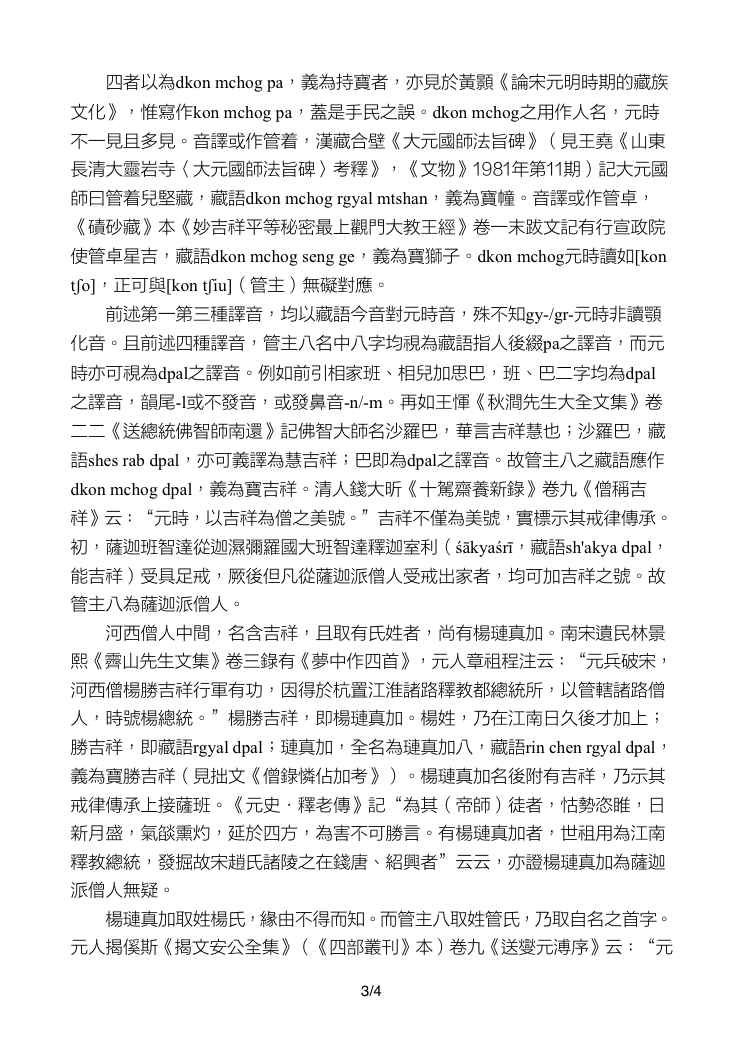 四者以為dkon mchog pa，義為持寶者，亦見於黃顥《論宋元明時期的藏族
文化》，惟寫作kon mchog pa，蓋是手民之誤。dkon mchog之用作人名，元時
不一見且多見。音譯或作管着，漢藏合壁《大元國師法旨碑》（見王堯《山東
長清大靈岩寺〈大元國師法旨碑〉考釋》，《文物》1981年第11期）記大元國
師曰管着兒堅藏，藏語dkon mchog rgyal mtshan，義為寶幢。音譯或作管卓，
《磧砂藏》本《妙吉祥平等秘密最上觀門大教王經》卷一末跋文記有行宣政院
使管卓星吉，藏語dkon mchog seng ge，義為寶獅子。dkon mchog元時讀如[kon
tʃo]，正可與[kon tʃiu]（管主）無礙對應。
前述第一第三種譯音，均以藏語今音對元時音，殊不知gy-/gr-元時非讀顎
化音。且前述四種譯音，管主八名中八字均視為藏語指人後綴pa之譯音，而元
時亦可視為dpal之譯音。例如前引相家班、相兒加思巴，班、巴二字均為dpal
之譯音，韻尾-l或不發音，或發鼻音-n/-m。再如王惲《秋澗先生大全文集》卷
二二《送總統佛智師南還》記佛智大師名沙羅巴，華言吉祥慧也；沙羅巴，藏
語shes rab dpal，亦可義譯為慧吉祥；巴即為dpal之譯音。故管主八之藏語應作
dkon mchog dpal，義為寶吉祥。清人錢大昕《十駕齋養新錄》卷九《僧稱吉
祥》云：“元時，以吉祥為僧之美號。”吉祥不僅為美號，實標示其戒律傳承。
初，薩迦班智達從迦濕彌羅國大班智達釋迦室利（śākyaśrī，藏語sh'akya dpal，
能吉祥）受具足戒，厥後但凡從薩迦派僧人受戒出家者，均可加吉祥之號。故
管主八為薩迦派僧人。
河西僧人中間，名含吉祥，且取有氏姓者，尚有楊璉真加。南宋遺民林景
熙《霽山先生文集》卷三錄有《夢中作四首》，元人章祖程注云：“元兵破宋，
河西僧楊勝吉祥行軍有功，因得於杭置江淮諸路釋教都總統所，以管轄諸路僧
人，時號楊總統。”楊勝吉祥，即楊璉真加。楊姓，乃在江南日久後才加上；
勝吉祥，即藏語rgyal dpal；璉真加，全名為璉真加八，藏語rin chen rgyal dpal，
義為寶勝吉祥（見拙文《僧錄憐佔加考》）。楊璉真加名後附有吉祥，乃示其
戒律傳承上接薩班。《元史．釋老傳》記“為其（帝師）徒者，怙勢恣睢，日
新月盛，氣燄熏灼，延於四方，為害不可勝言。有楊璉真加者，世祖用為江南
釋教總統，發掘故宋趙氏諸陵之在錢唐、紹興者”云云，亦證楊璉真加為薩迦
派僧人無疑。
楊璉真加取姓楊氏，緣由不得而知。而管主八取姓管氏，乃取自名之首字。
元人揭傒斯《揭文安公全集》（《四部叢刊》本）卷九《送燮元溥序》云：“元
3/4